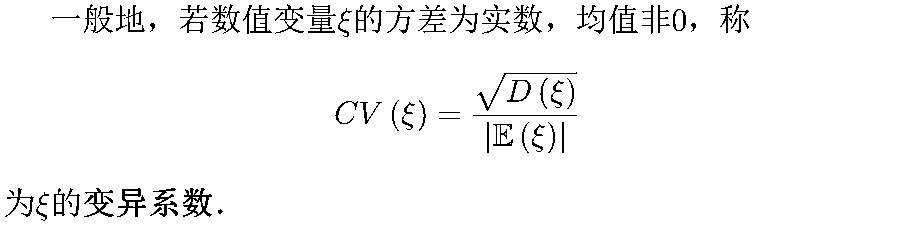 一般地，若数值变量ξ的方差为实数，均值非0，称
CV (ξ) = √D (ξ) / |𝔼 (ξ)|
为ξ的变异系数.